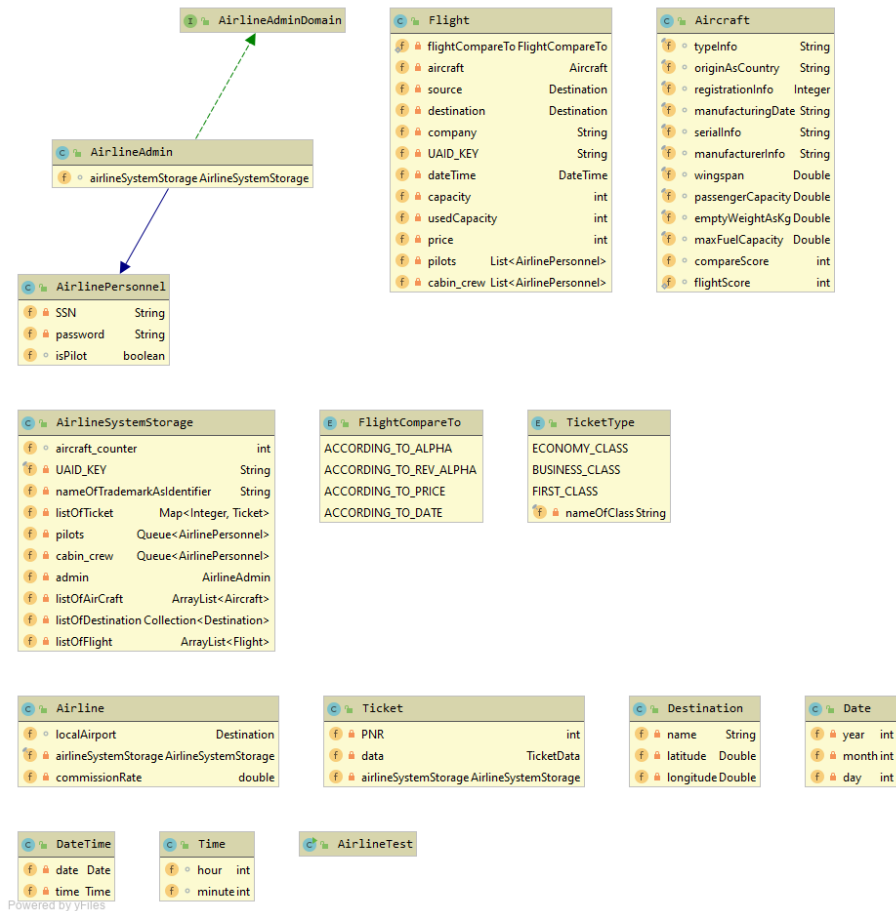 AirlineAdminDomain
AirlineAdmin
airlineSystemStorage AirlineSystemStorage
AirlinePersonnel
SSN String
password String
isPilot boolean
Flight
flightCompareTo FlightCompareTo
aircraft Aircraft
source Destination
destination Destination
company String
UAID_KEY String
dateTime DateTime
capacity int
usedCapacity int
price int
pilots List<AirlinePersonnel>
cabin_crew List<AirlinePersonnel>
Aircraft
typeInfo String
originAsCountry String
registrationInfo Integer
manufacturingDate String
serialInfo String
manufacturerInfo String
wingspan Double
passengerCapacity Double
emptyWeightAsKg Double
maxFuelCapacity Double
compareScore int
flightScore int
AirlineSystemStorage
aircraft_counter int
UAID_KEY String
nameOfTrademarkAsIdentifier String
listOfTicket Map<Integer, Ticket>
pilots Queue<AirlinePersonnel>
cabin_crew Queue<AirlinePersonnel>
admin AirlineAdmin
listOfAirCraft ArrayList<Aircraft>
listOfDestination Collection<Destination>
listOfFlight ArrayList<Flight>
FlightCompareTo
ACCORDING_TO_ALPHA
ACCORDING_TO_REV_ALPHA
ACCORDING_TO_PRICE
ACCORDING_TO_DATE
TicketType
ECONOMY_CLASS
BUSINESS_CLASS
FIRST_CLASS
nameOfClass String
Airline
localAirport Destination
airlineSystemStorage AirlineSystemStorage
commissionRate double
Ticket
PNR int
data TicketData
airlineSystemStorage AirlineSystemStorage
Destination
name String
latitude Double
longitude Double
Date
year int
month int
day int
DateTime
date Date
time Time
Time
hour int
minute int
AirlineTest
Powered by yFiles